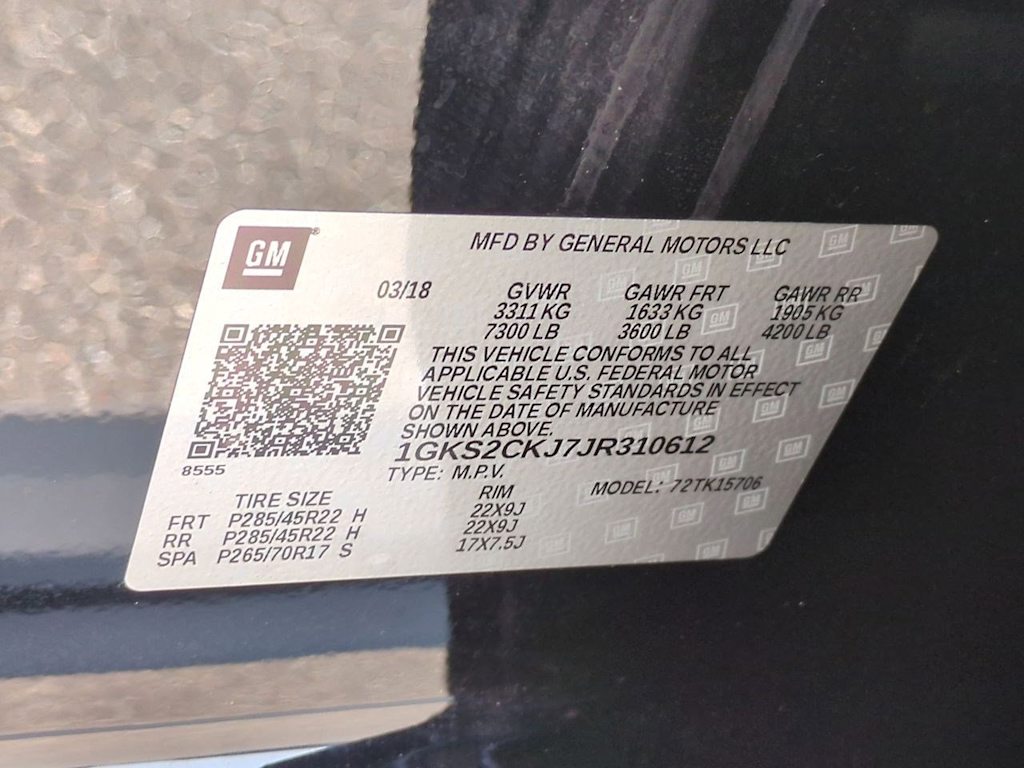 GM®
MFD BY GENERAL MOTORS LLC
03/18 GVWR GAWR FRT GAWR RR
3311 KG 1633 KG 1905 KG
7300 LB 3600 LB 4200 LB
THIS VEHICLE CONFORMS TO ALL
APPLICABLE U.S. FEDERAL MOTOR
VEHICLE SAFETY STANDARDS IN EFFECT
ON THE DATE OF MANUFACTURE
SHOWN ABOVE.
1GKS2CKJ7JR310612
8555
TYPE: M.P.V. MODEL: 72TK15706
TIRE SIZE RIM
FRT P285/45R22 H 22X9J
RR P285/45R22 H 22X9J
SPA P265/70R17 S 17X7.5J